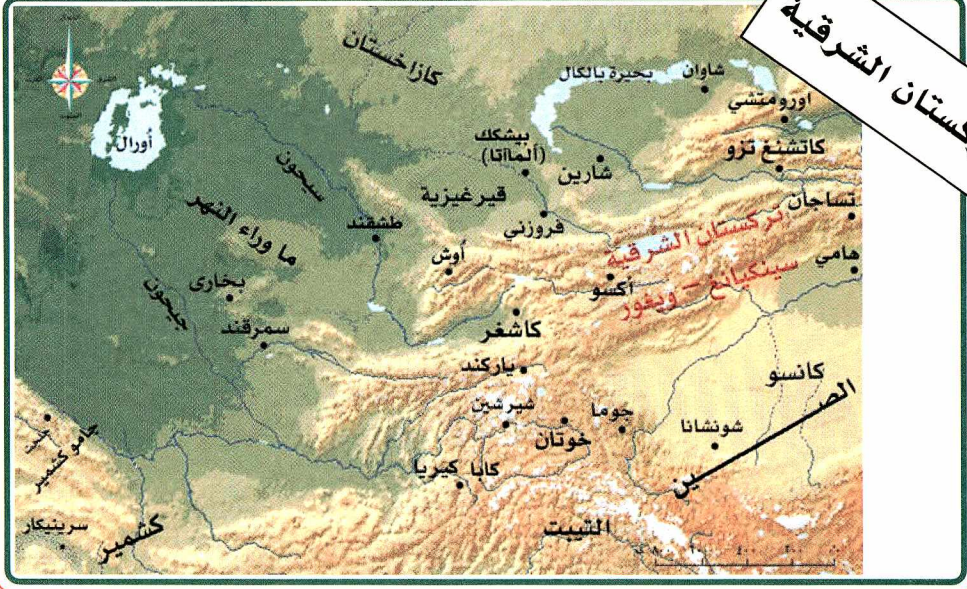 كستان الشرقية
كازاخستان
بحيرة بالكال
شاوان
أورال
اورومتشي
بيشكك
(ألماآتا)
كاتشنغ تزو
سيحون
شارين
قيرغيزية
تساجان
ما وراء النهر
طشقند
فروزني
تركستان الشرقية
سينكيانغ - ويغور
أوش
هامي
بخارى
أكسو
جيحون
كاشغر
سمرقند
ياركند
كانسو
الصين
شيرشين
جوما
خوتان
شونشانا
جامو كشمير
كابا كيريا
سرينيكار
كشمير
التيبت